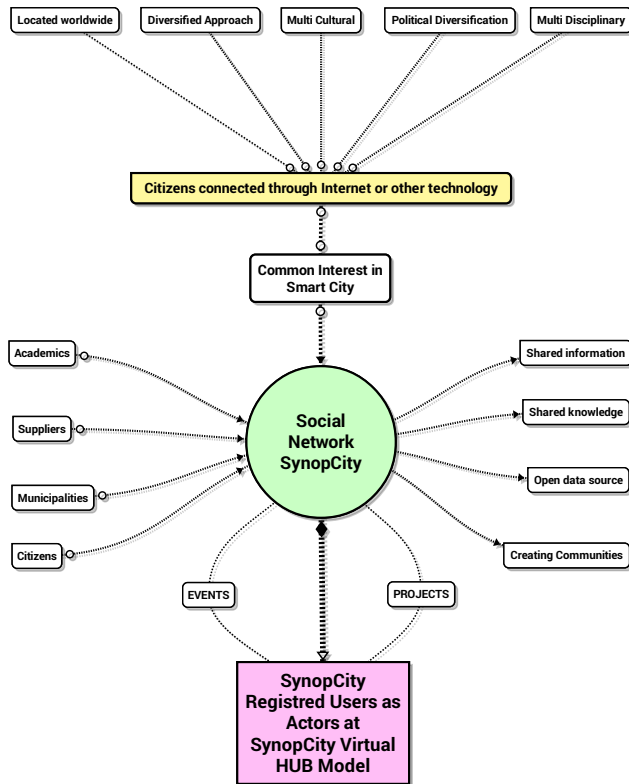 Located worldwide
Diversified Approach
Multi Cultural
Political Diversification
Multi Disciplinary
Citizens connected through Internet or other technology
Common Interest in
Smart City
Academics
Suppliers
Municipalities
Citizens
Social
Network
SynopCity
Shared information
Shared knowledge
Open data source
Creating Communities
EVENTS
PROJECTS
SynopCity
Registred Users as
Actors at
SynopCity Virtual
HUB Model